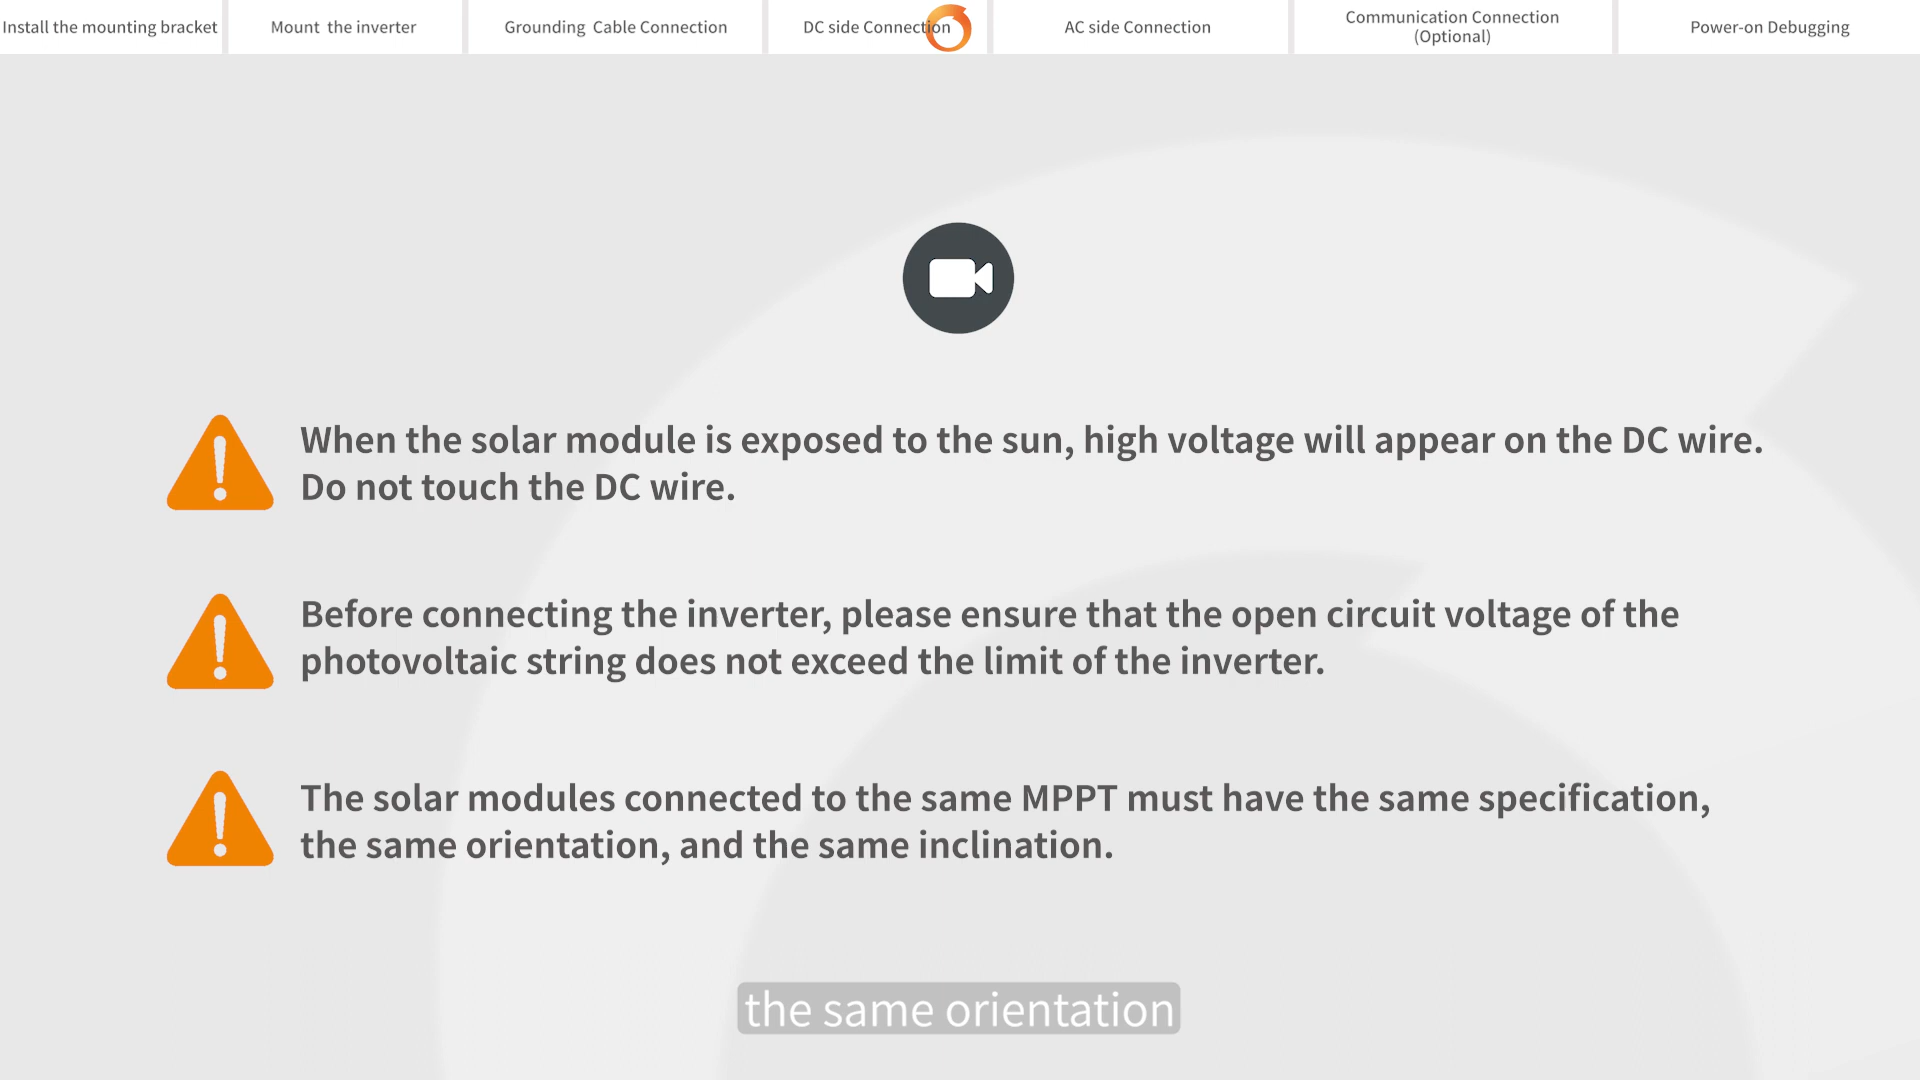 Install the mounting bracket
Mount the inverter
Grounding Cable Connection
DC side Connection
AC side Connection
Communication Connection
(Optional)
Power-on Debugging
When the solar module is exposed to the sun, high voltage will appear on the DC wire.
Do not touch the DC wire.
Before connecting the inverter, please ensure that the open circuit voltage of the
photovoltaic string does not exceed the limit of the inverter.
The solar modules connected to the same MPPT must have the same specification,
the same orientation, and the same inclination.
the same orientation